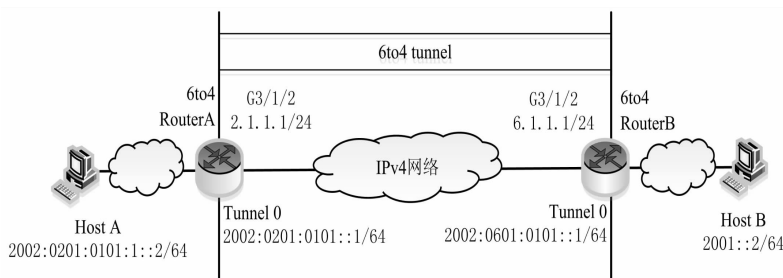 6to4 tunnel
6to4
RouterA
G3/1/2
2.1.1.1/24
G3/1/2
6.1.1.1/24
6to4
RouterB
IPv4网络
Host A
2002:0201:0101:1::2/64
Tunnel 0
2002:0201:0101::1/64
Tunnel 0
2002:0601:0101::1/64
Host B
2001::2/64